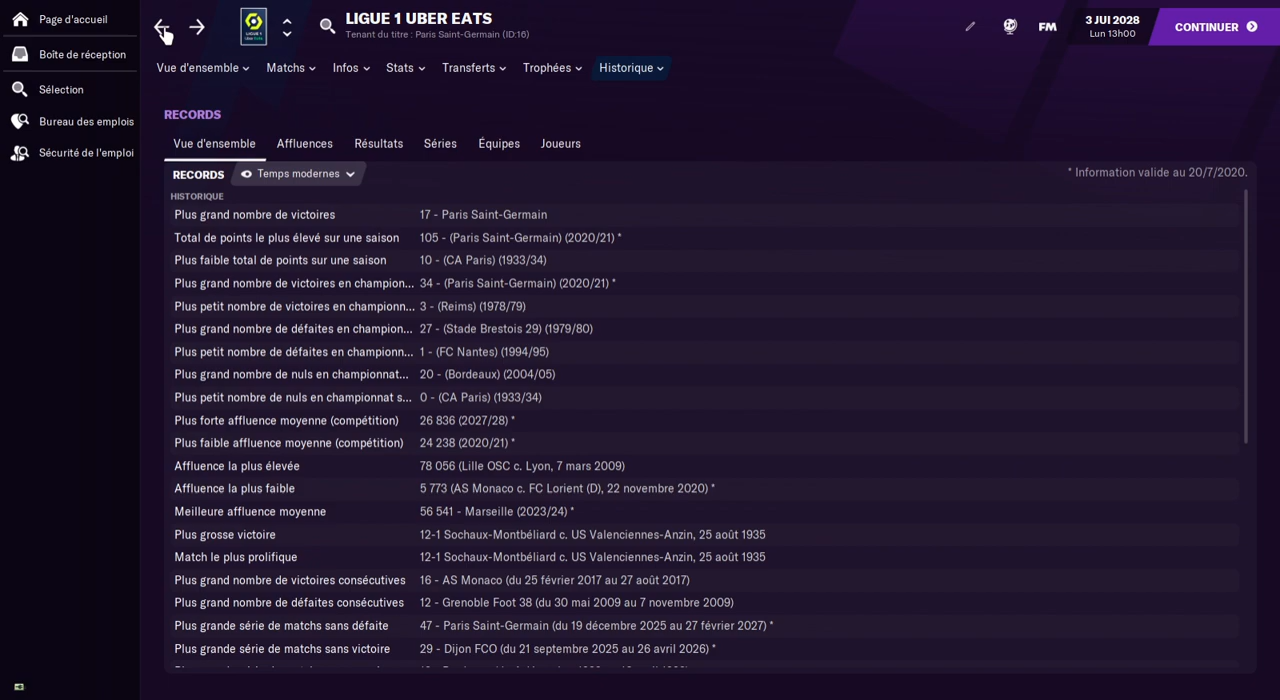 Page d'accueil
Boîte de réception
Sélection
Bureau des emplois
Sécurité de l'emploi
LIGUE 1 UBER EATS
Tenant du titre : Paris Saint-Germain (ID:16)
FM
3 JUI 2028
Lun 13h00
CONTINUER
Vue d'ensemble Matchs Infos Stats Transferts Trophées Historique
RECORDS
Vue d'ensemble Affluences Résultats Séries Équipes Joueurs
RECORDS Temps modernes * Information valide au 20/7/2020.
HISTORIQUE
Plus grand nombre de victoires 17 - Paris Saint-Germain
Total de points le plus élevé sur une saison 105 - (Paris Saint-Germain) (2020/21) *
Plus faible total de points sur une saison 10 - (CA Paris) (1933/34)
Plus grand nombre de victoires en champion... 34 - (Paris Saint-Germain) (2020/21) *
Plus petit nombre de victoires en championn... 3 - (Reims) (1978/79)
Plus grand nombre de défaites en champion... 27 - (Stade Brestois 29) (1979/80)
Plus petit nombre de défaites en championn... 1 - (FC Nantes) (1994/95)
Plus grand nombre de nuls en championnat... 20 - (Bordeaux) (2004/05)
Plus petit nombre de nuls en championnat s... 0 - (CA Paris) (1933/34)
Plus forte affluence moyenne (compétition) 26 836 (2027/28) *
Plus faible affluence moyenne (compétition) 24 238 (2020/21) *
Affluence la plus élevée 78 056 (Lille OSC c. Lyon, 7 mars 2009)
Affluence la plus faible 5 773 (AS Monaco c. FC Lorient (D), 22 novembre 2020) *
Meilleure affluence moyenne 56 541 - Marseille (2023/24) *
Plus grosse victoire 12-1 Sochaux-Montbéliard c. US Valenciennes-Anzin, 25 août 1935
Match le plus prolifique 12-1 Sochaux-Montbéliard c. US Valenciennes-Anzin, 25 août 1935
Plus grand nombre de victoires consécutives 16 - AS Monaco (du 25 février 2017 au 27 août 2017)
Plus grand nombre de défaites consécutives 12 - Grenoble Foot 38 (du 30 mai 2009 au 7 novembre 2009)
Plus grande série de matchs sans défaite 47 - Paris Saint-Germain (du 19 décembre 2025 au 27 février 2027) *
Plus grande série de matchs sans victoire 29 - Dijon FCO (du 21 septembre 2025 au 26 avril 2026) *